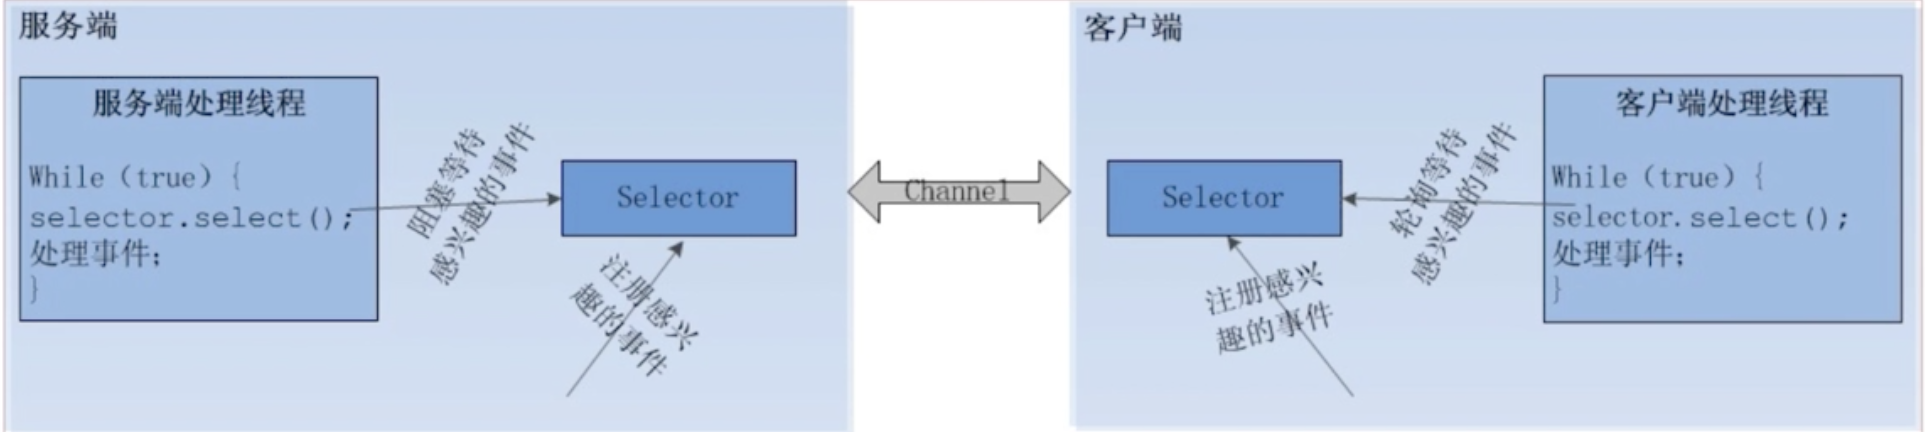 服务端
服务端处理线程
While（true）{
selector.select();
处理事件;
}
阻塞等待
感兴趣的事件
Selector
注册感兴
趣的事件
Channel
客户端
Selector
轮询等待
感兴趣的事件
注册感兴
趣的事件
客户端处理线程
While（true）{
selector.select();
处理事件;
}